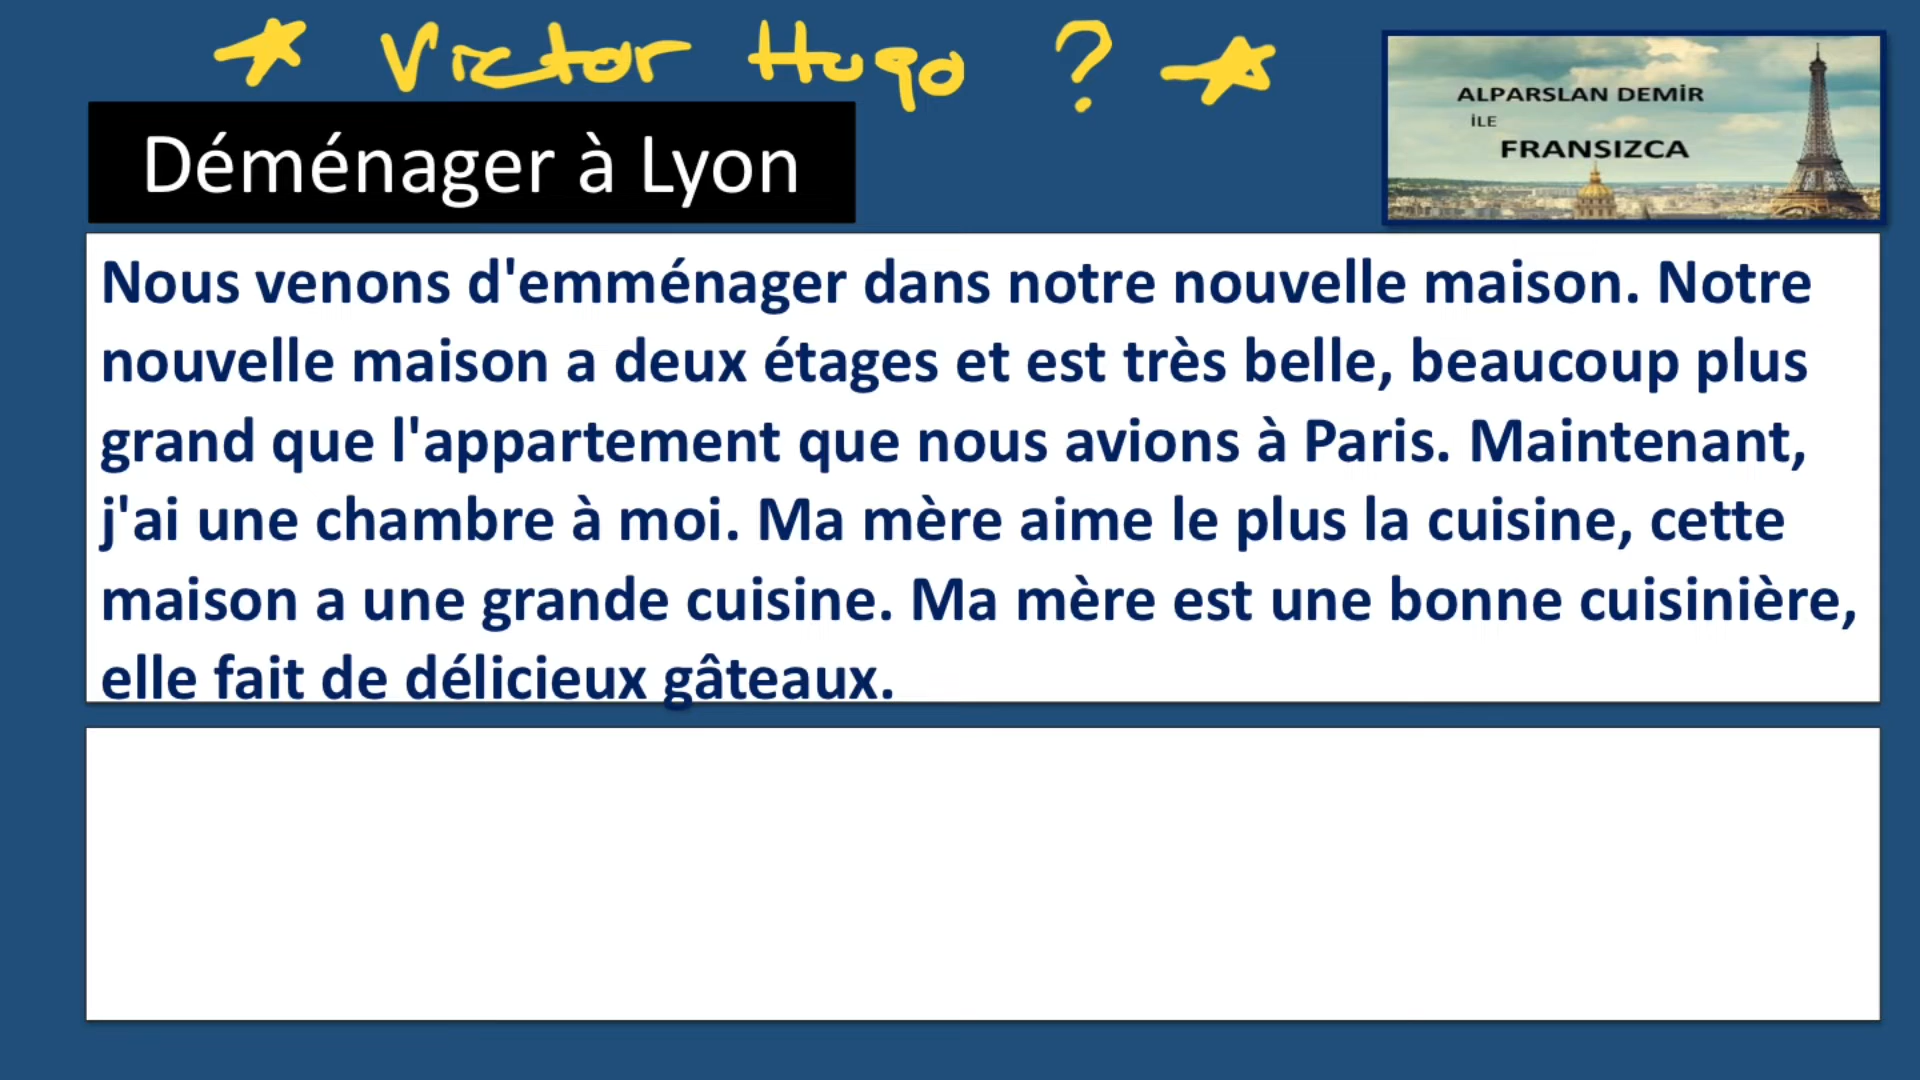 Victor Hugo ?
Déménager à Lyon
ALPARSLAN DEMİR
İLE
FRANSIZCA
Nous venons d'emménager dans notre nouvelle maison. Notre
nouvelle maison a deux étages et est très belle, beaucoup plus
grand que l'appartement que nous avions à Paris. Maintenant,
j'ai une chambre à moi. Ma mère aime le plus la cuisine, cette
maison a une grande cuisine. Ma mère est une bonne cuisinière,
elle fait de délicieux gâteaux.